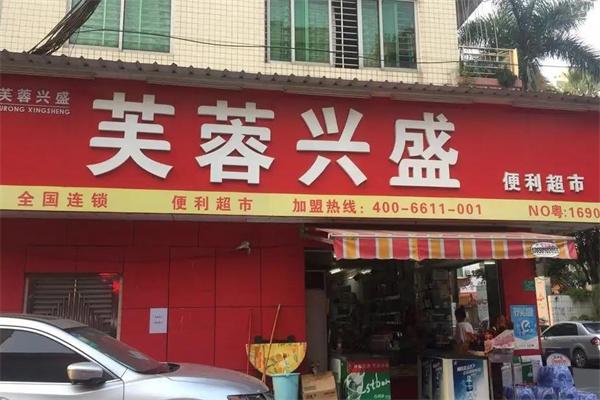 芙蓉兴盛
URONG XINGSHENG
芙蓉兴盛
便利超市
全国连锁 便利超市 加盟热线：400-6611-001 NO粤:1690